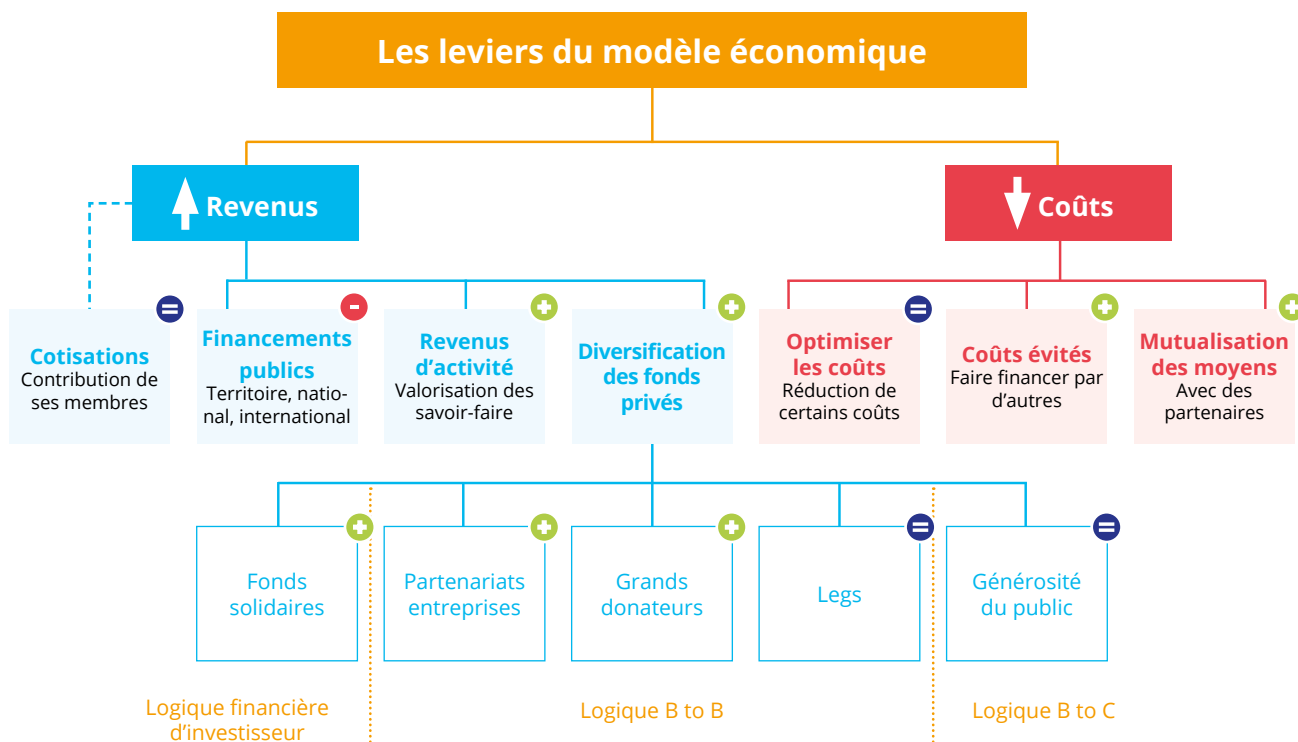 Les leviers du modèle économique
Revenus
Coûts
=
-
+
+
=
+
+
Cotisations
Contribution de
ses membres
Financements
publics
Territoire, natio-
nal, international
Revenus
d'activité
Valorisation des
savoir-faire
Diversification
des fonds
privés
Optimiser
les coûts
Réduction de
certains coûts
Coûts évités
Faire financer par
d'autres
Mutualisation
des moyens
Avec des
partenaires
+
+
+
=
=
Fonds
solidaires
Partenariats
entreprises
Grands
donateurs
Legs
Générosité
du public
Logique financière
d'investisseur
Logique B to B
Logique B to C